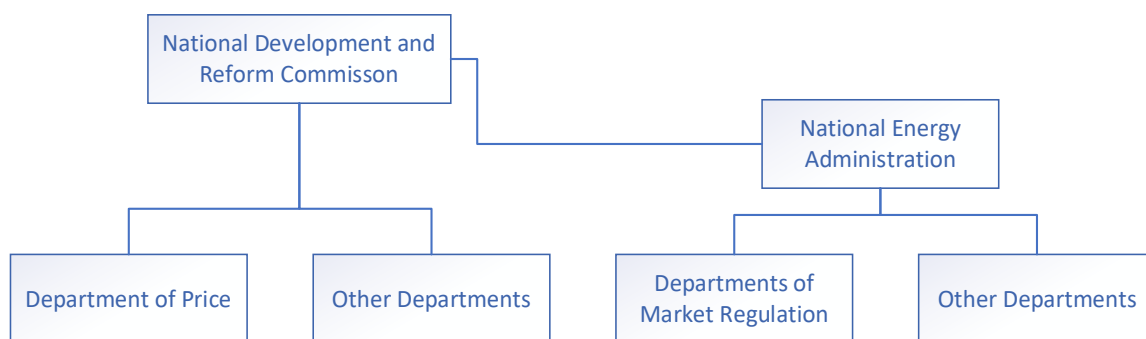 National Development and
Reform Commisson
National Energy
Administration
Department of Price
Other Departments
Departments of
Market Regulation
Other Departments